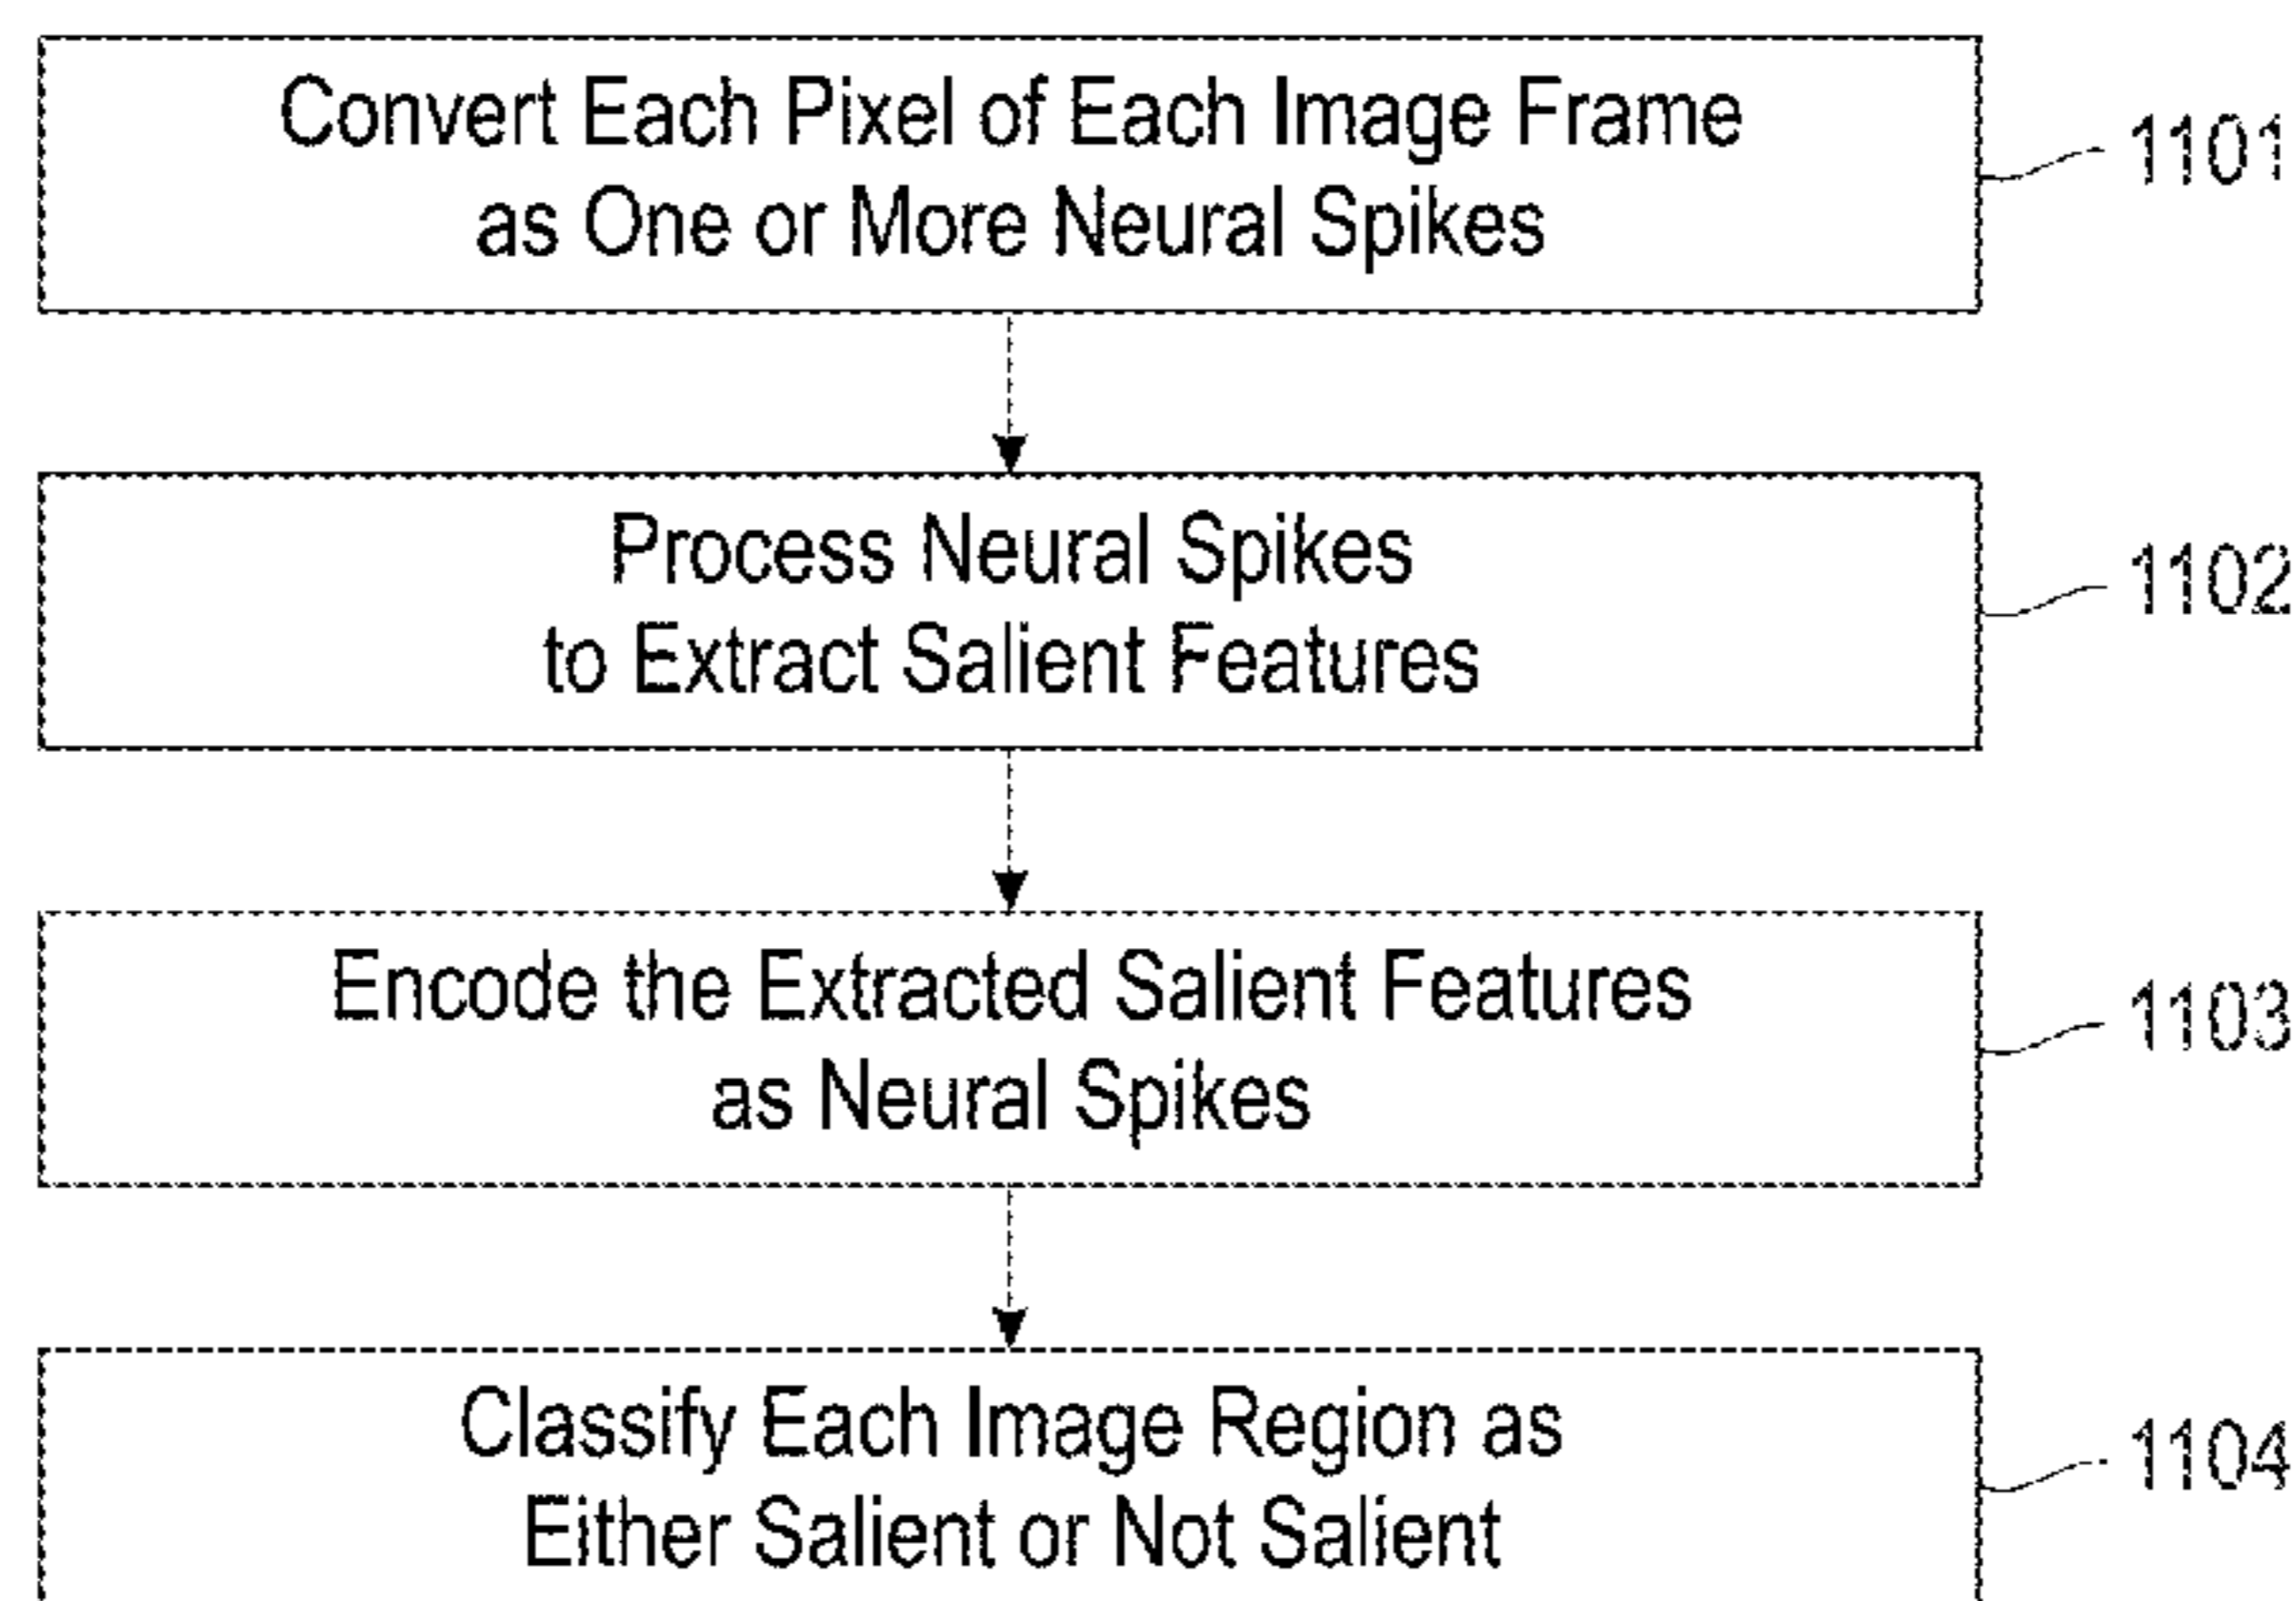 Convert Each Pixel of Each Image Frame
as One or More Neural Spikes
1101
Process Neural Spikes
to Extract Salient Features
1102
Encode the Extracted Salient Features
as Neural Spikes
1103
Classify Each Image Region as
Either Salient or Not Salient
1104